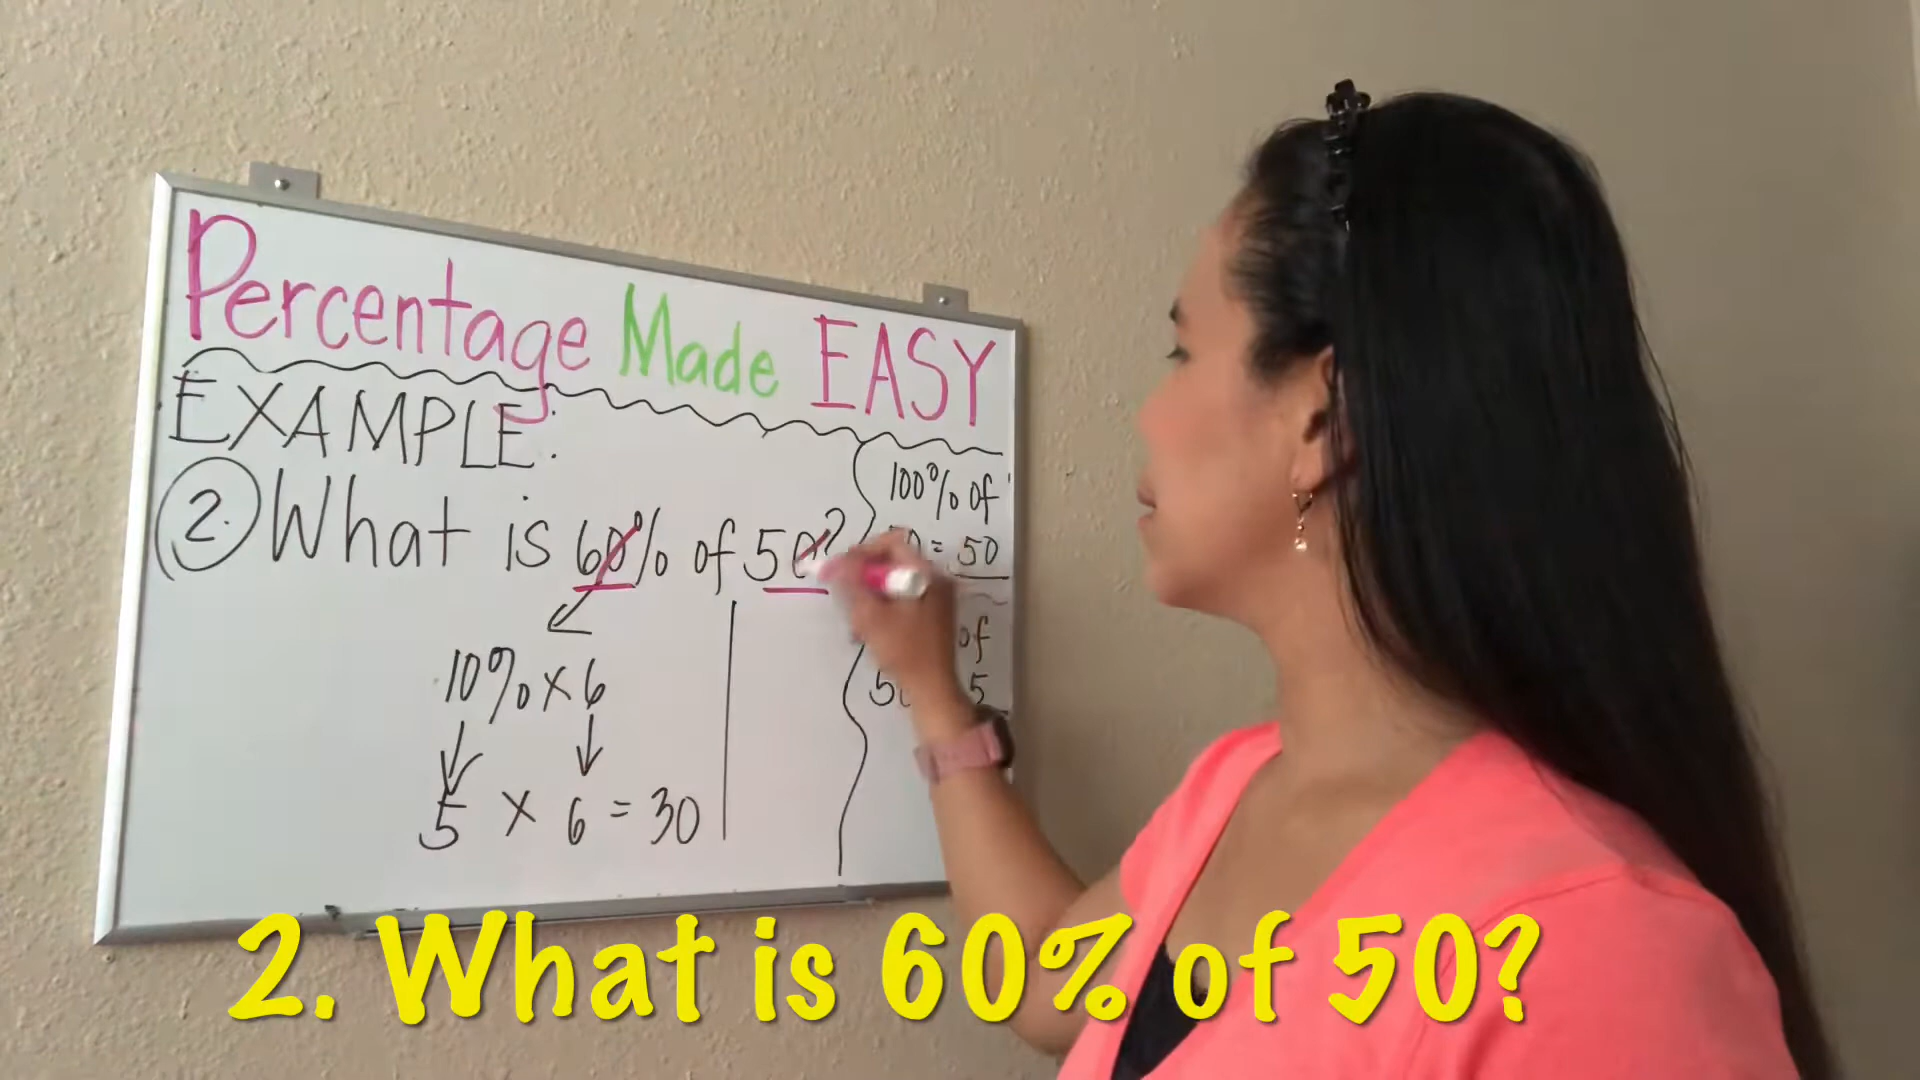 Percentage Made EASY
EXAMPLE:
2. What is 60% of 50?
10% x 6
5 x 6 = 30
100% of
= 50
of
5
2. What is 60% of 50?